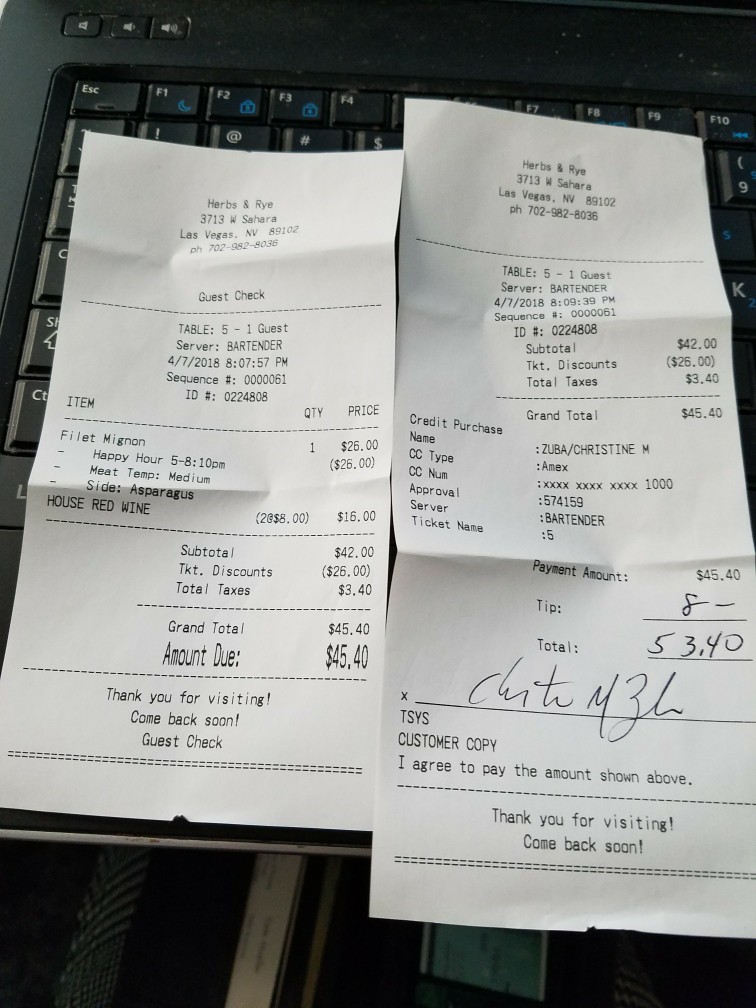 Esc
F1
F2
F3
F4
F7
F8
F9
F10
!
@
#
$
(
9
K
Ct
Herbs & Rye
3713 W Sahara
Las Vegas, NV 89102
ph 702-982-8036
Guest Check
TABLE: 5 - 1 Guest
Server: BARTENDER
4/7/2018 8:07:57 PM
Sequence #: 0000061
ID #: 0224808
ITEM QTY PRICE
Filet Mignon 1 $26.00
- Happy Hour 5-8:10pm ($26.00)
- Meat Temp: Medium
- Side: Asparagus
HOUSE RED WINE (2@$8.00) $16.00
Subtotal $42.00
Tkt. Discounts ($26.00)
Total Taxes $3.40
Grand Total $45.40
Amount Due: $45.40
Thank you for visiting!
Come back soon!
Guest Check
Herbs & Rye
3713 W Sahara
Las Vegas, NV 89102
ph 702-982-8036
TABLE: 5 - 1 Guest
Server: BARTENDER
4/7/2018 8:09:39 PM
Sequence #: 0000061
ID #: 0224808
Subtotal $42.00
Tkt. Discounts ($26.00)
Total Taxes $3.40
Grand Total $45.40
Credit Purchase
Name :ZUBA/CHRISTINE M
CC Type :Amex
CC Num :xxxx xxxx xxxx 1000
Approval :574159
Server :BARTENDER
Ticket Name :5
Payment Amount: $45.40
Tip: 8-
Total: 53.40
x
TSYS
CUSTOMER COPY
I agree to pay the amount shown above.
Thank you for visiting!
Come back soon!